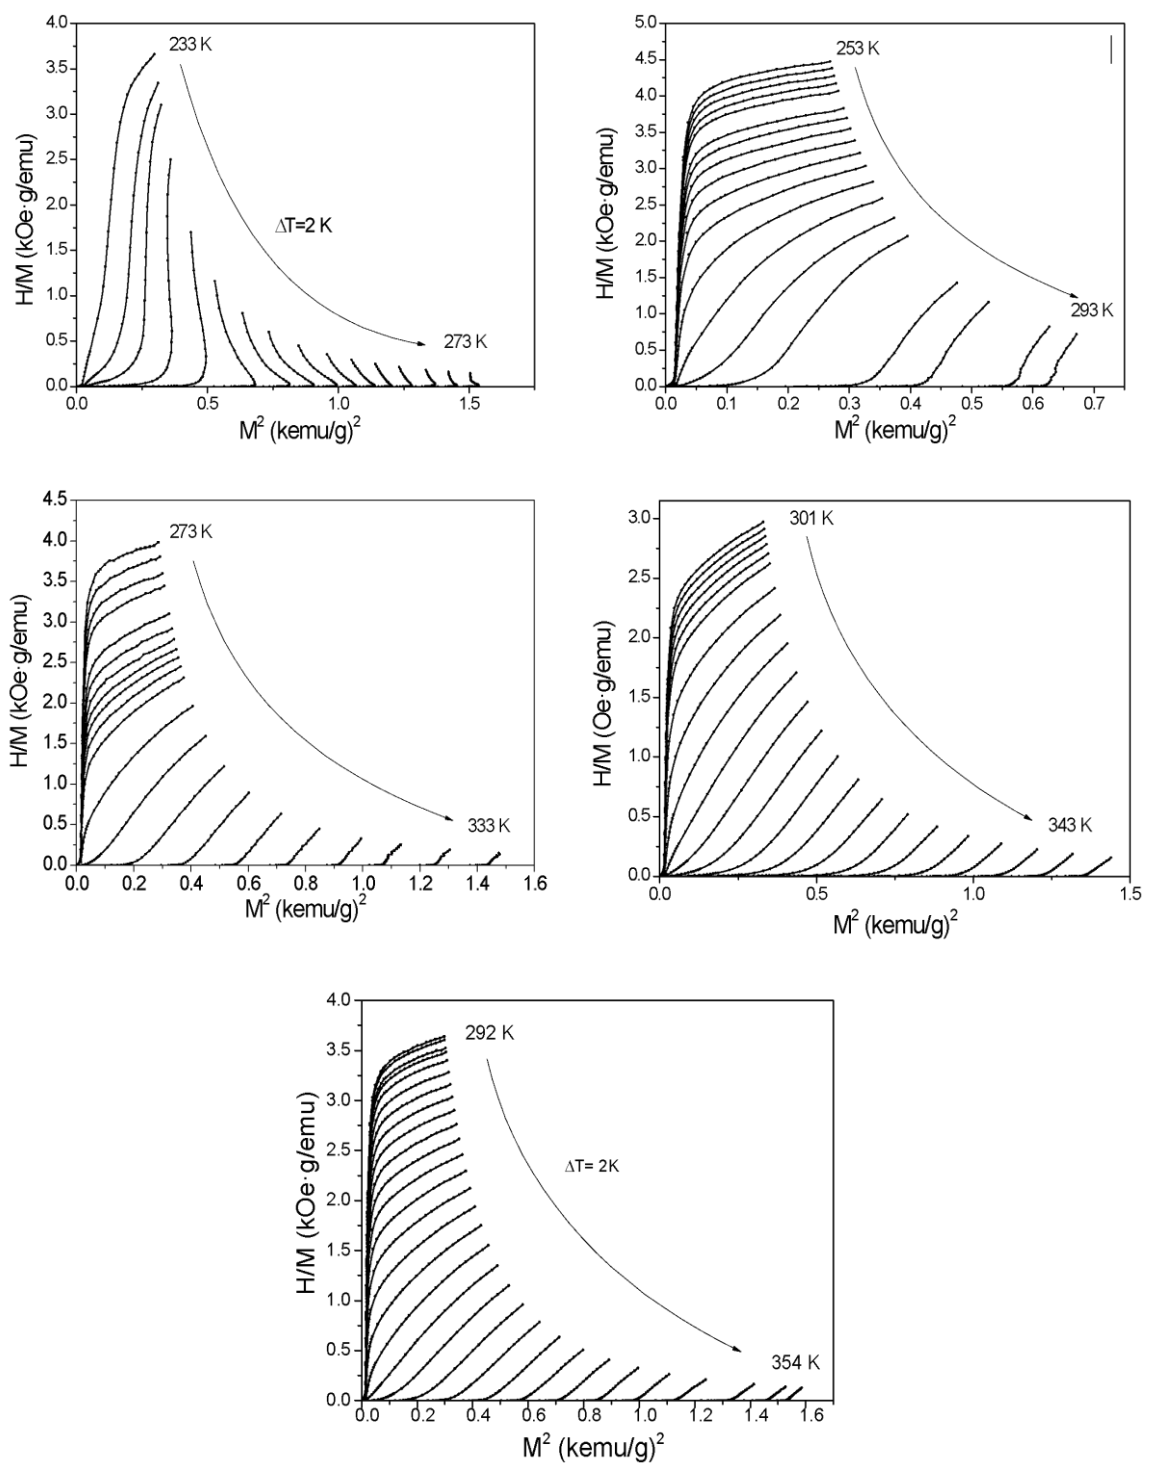 4.0
3.5
3.0
2.5
2.0
1.5
1.0
0.5
0.0
H/M (kOe·g/emu)
233 K
ΔT=2 K
273 K
0.0 0.5 1.0 1.5
M² (kemu/g)²
5.0
4.5
4.0
3.5
3.0
2.5
2.0
1.5
1.0
0.5
0.0
H/M (kOe·g/emu)
253 K
293 K
0.0 0.1 0.2 0.3 0.4 0.5 0.6 0.7
M² (kemu/g)²
4.5
4.0
3.5
3.0
2.5
2.0
1.5
1.0
0.5
0.0
H/M (kOe·g/emu)
273 K
333 K
0.0 0.2 0.4 0.6 0.8 1.0 1.2 1.4 1.6
M² (kemu/g)²
3.0
2.5
2.0
1.5
1.0
0.5
0.0
H/M (Oe·g/emu)
301 K
343 K
0.0 0.5 1.0 1.5
M² (kemu/g)²
4.0
3.5
3.0
2.5
2.0
1.5
1.0
0.5
0.0
H/M (kOe·g/emu)
292 K
ΔT= 2K
354 K
0.0 0.2 0.4 0.6 0.8 1.0 1.2 1.4 1.6
M² (kemu/g)²